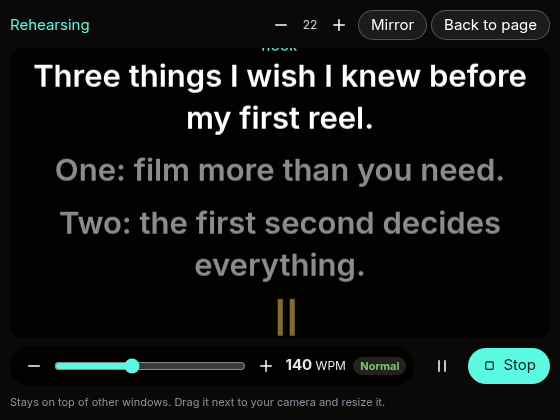 Rehearsing
22
Mirror
Back to page
hook
Three things I wish I knew before
my first reel.
One: film more than you need.
Two: the first second decides
everything.
140 WPM Normal
Stop
Stays on top of other windows. Drag it next to your camera and resize it.